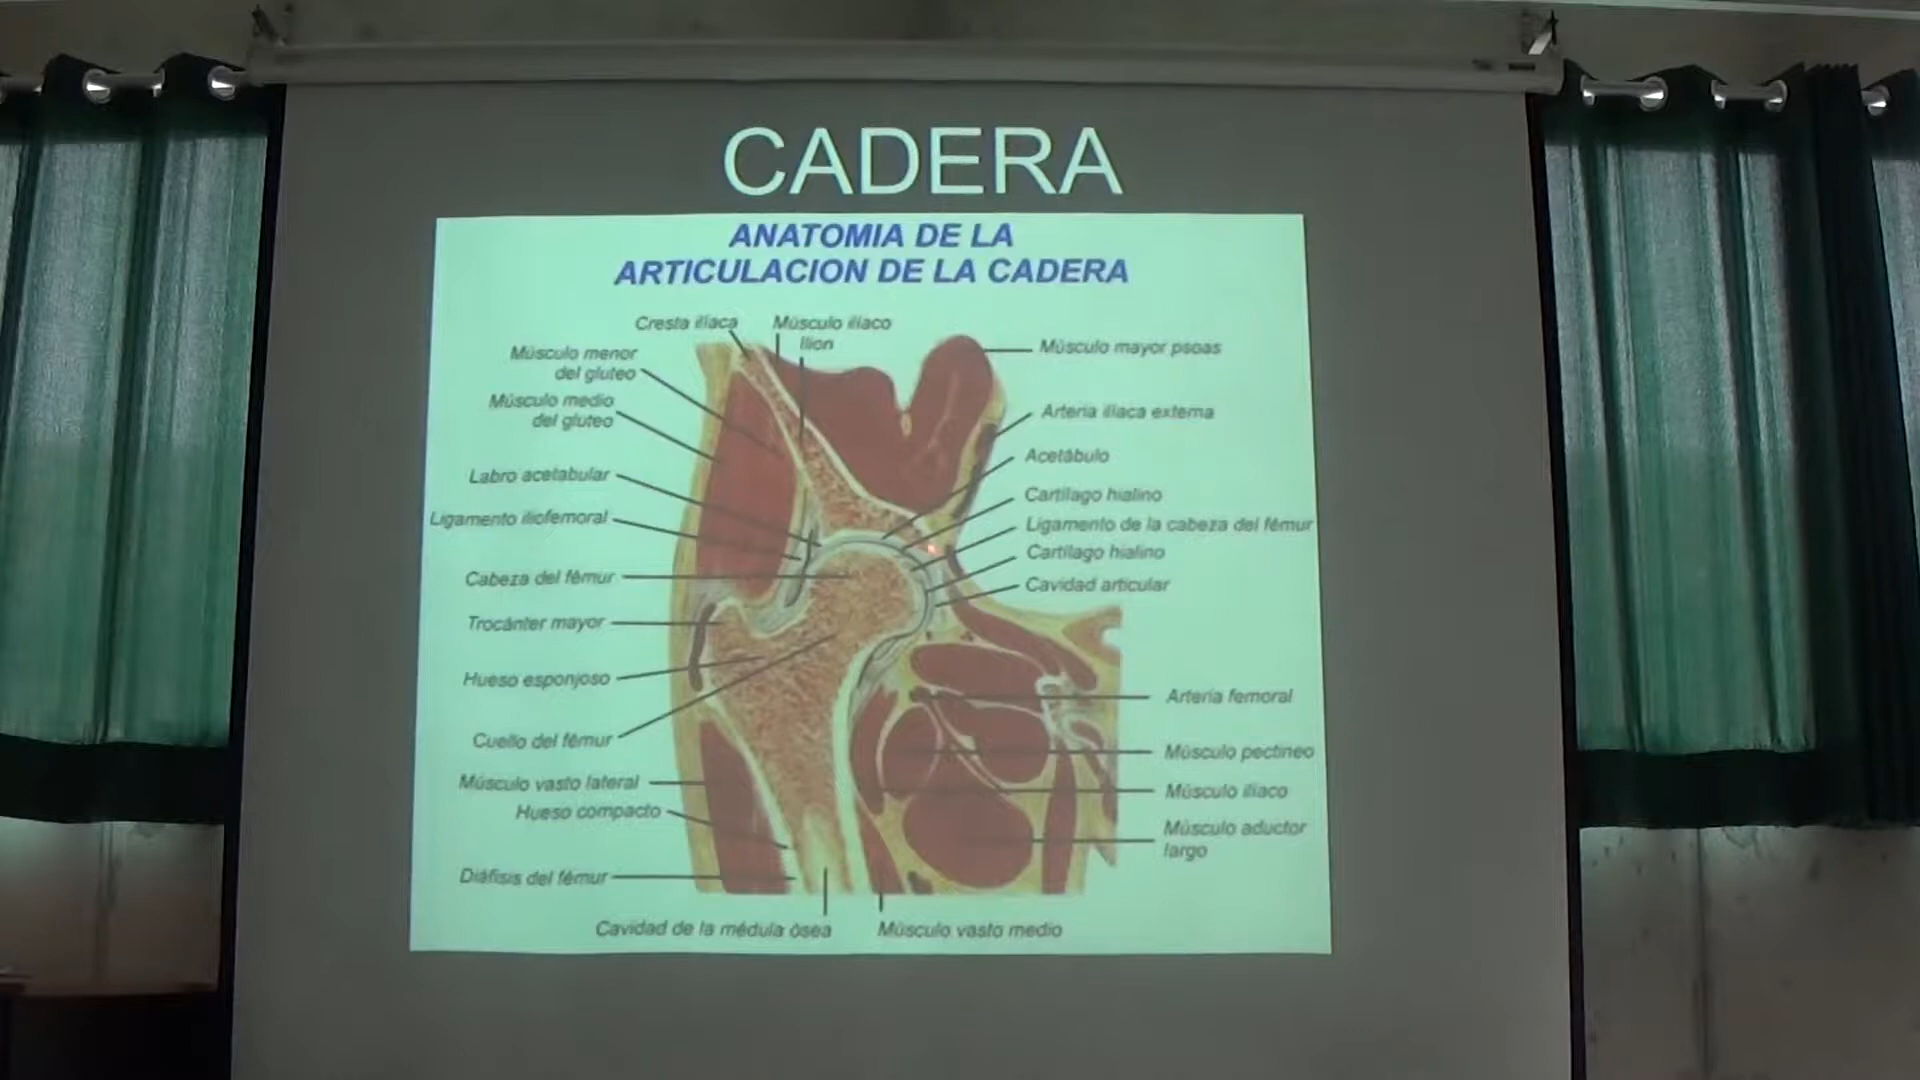 CADERA
ANATOMIA DE LA
ARTICULACION DE LA CADERA
Cresta ilíaca
Músculo ilíaco
Ilion
Músculo menor
del gluteo
Músculo medio
del gluteo
Labro acetabular
Ligamento iliofemoral
Cabeza del fémur
Trocánter mayor
Hueso esponjoso
Cuello del fémur
Músculo vasto lateral
Hueso compacto
Diáfisis del fémur
Cavidad de la médula ósea
Músculo vasto medio
Músculo mayor psoas
Arteria ilíaca externa
Acetábulo
Cartílago hialino
Ligamento de la cabeza del fémur
Cartílago hialino
Cavidad articular
Arteria femoral
Músculo pectineo
Músculo ilíaco
Músculo aductor
largo